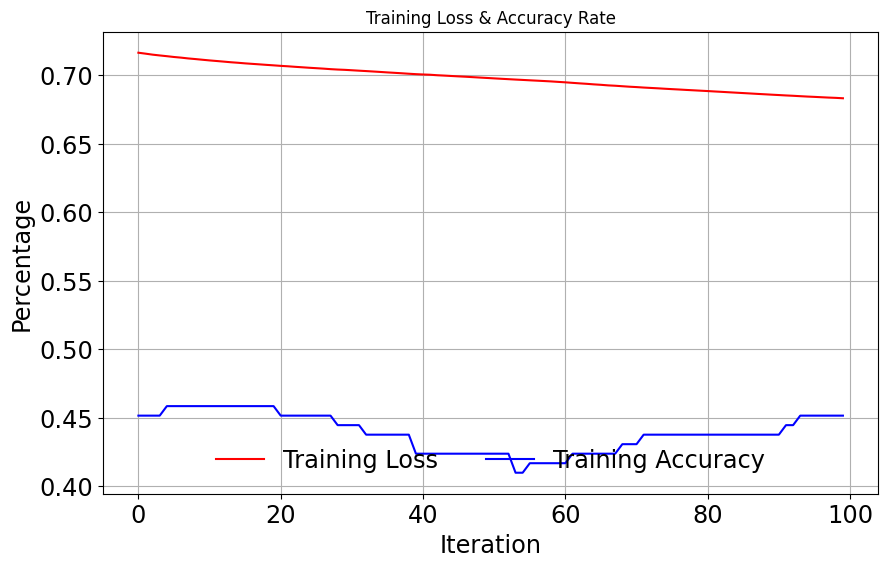 Training Loss & Accuracy Rate
Percentage
0.70
0.65
0.60
0.55
0.50
0.45
0.40
Training Loss
Training Accuracy
0 20 40 60 80 100
Iteration